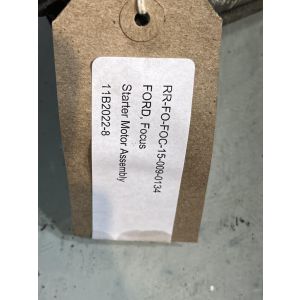 RR-FO-FOC-15-009-0134
FORD, Focus
Starter Motor Assembly
11B2022-8